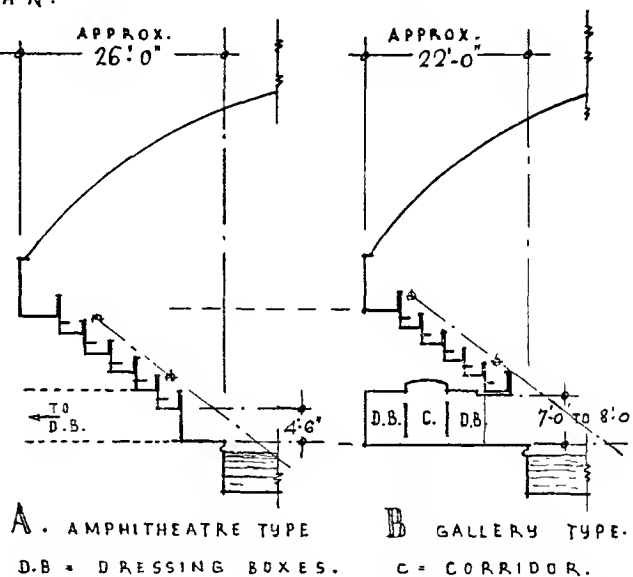 A N.
APPROX.
26'.0"
APPROX.
22'-0"
TO
D.B.
4'6"
D.B. C. D.B
7'0 TO 8'0
A. AMPHITHEATRE TYPE
B GALLERY TYPE.
D.B = DRESSING BOXES. C = CORRIDOR.